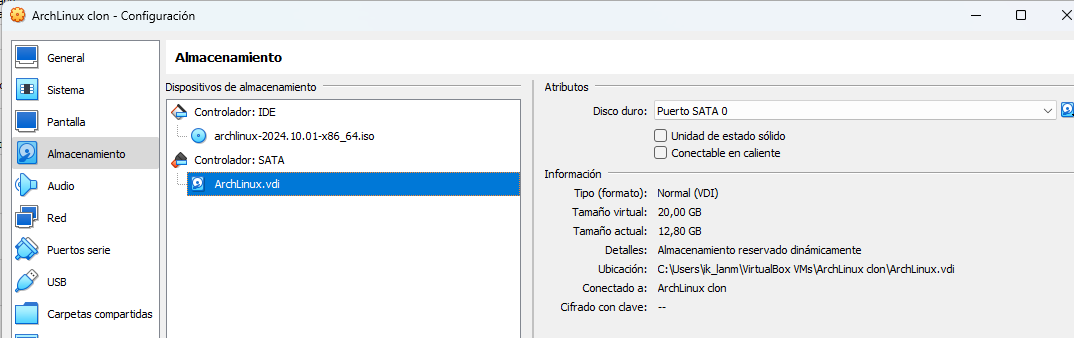 ArchLinux clon - Configuración
General
Sistema
Pantalla
Almacenamiento
Audio
Red
Puertos serie
USB
Carpetas compartidas
Almacenamiento
Dispositivos de almacenamiento
Controlador: IDE
archlinux-2024.10.01-x86_64.iso
Controlador: SATA
ArchLinux.vdi
Atributos
Disco duro: Puerto SATA 0
Unidad de estado sólido
Conectable en caliente
Información
Tipo (formato): Normal (VDI)
Tamaño virtual: 20,00 GB
Tamaño actual: 12,80 GB
Detalles: Almacenamiento reservado dinámicamente
Ubicación: C:\Users\ik_lanm\VirtualBox VMs\ArchLinux clon\ArchLinux.vdi
Conectado a: ArchLinux clon
Cifrado con clave: --